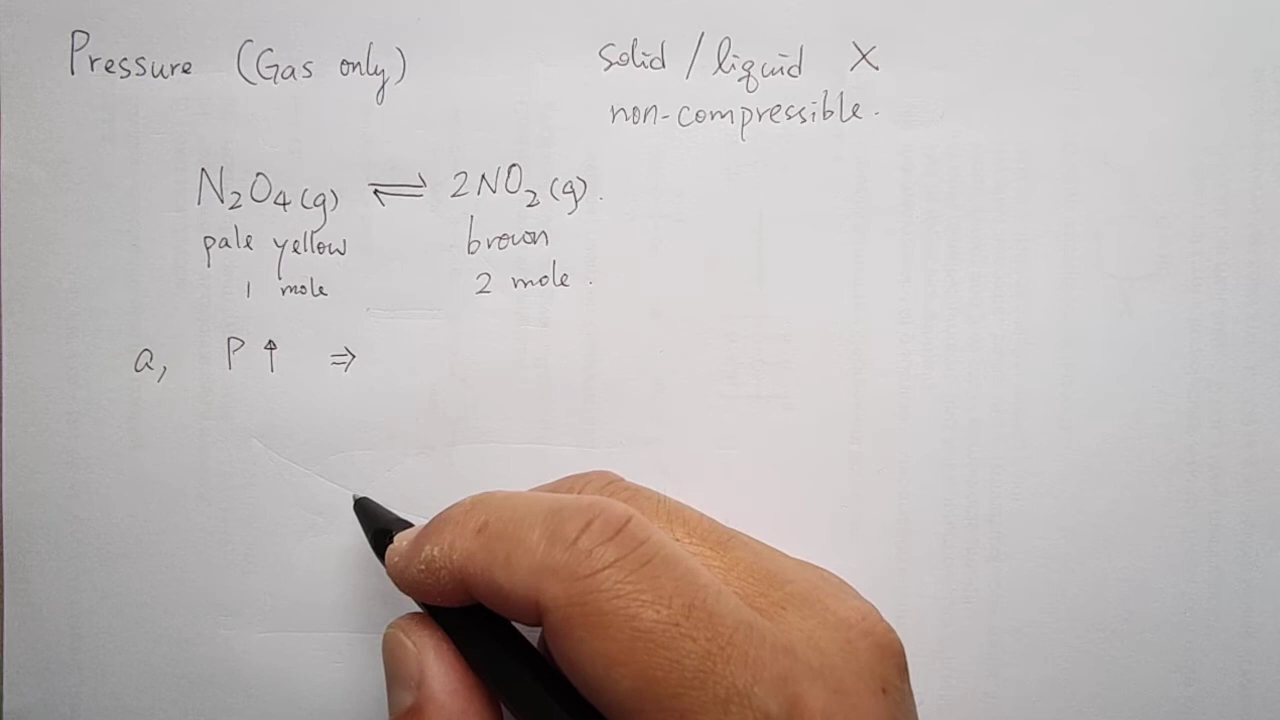 Pressure (Gas only)
solid / liquid X
non-compressible.
N₂O₄(g) ⇌ 2NO₂(g).
pale yellow brown
1 mole 2 mole.
a, P↑ ⇒